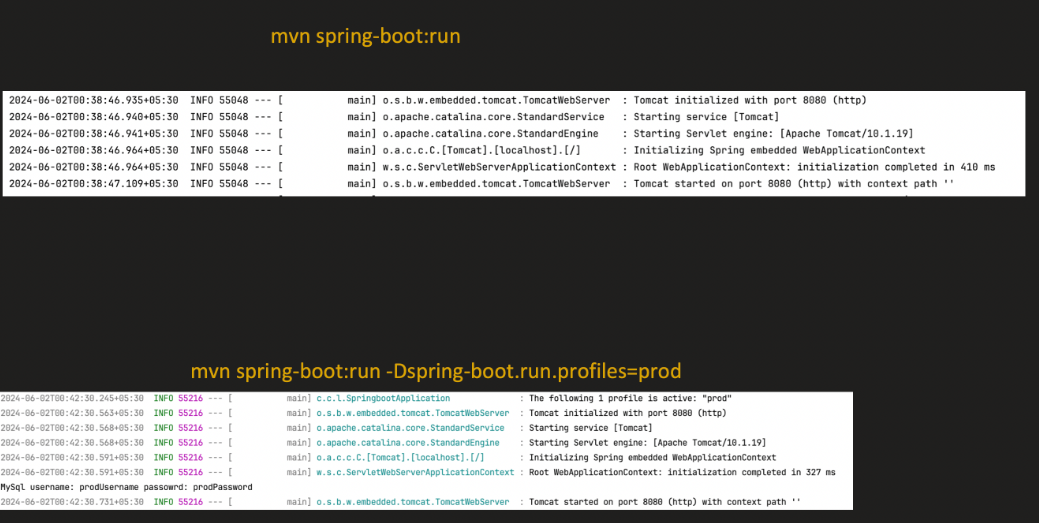 mvn spring-boot:run
2024-06-02T00:38:46.935+05:30  INFO 55048 --- [           main] o.s.b.w.embedded.tomcat.TomcatWebServer  : Tomcat initialized with port 8080 (http)
2024-06-02T00:38:46.940+05:30  INFO 55048 --- [           main] o.apache.catalina.core.StandardService   : Starting service [Tomcat]
2024-06-02T00:38:46.941+05:30  INFO 55048 --- [           main] o.apache.catalina.core.StandardEngine    : Starting Servlet engine: [Apache Tomcat/10.1.19]
2024-06-02T00:38:46.964+05:30  INFO 55048 --- [           main] o.a.c.c.C.[Tomcat].[localhost].[/]       : Initializing Spring embedded WebApplicationContext
2024-06-02T00:38:46.964+05:30  INFO 55048 --- [           main] w.s.c.ServletWebServerApplicationContext : Root WebApplicationContext: initialization completed in 410 ms
2024-06-02T00:38:47.109+05:30  INFO 55048 --- [           main] o.s.b.w.embedded.tomcat.TomcatWebServer  : Tomcat started on port 8080 (http) with context path ''
mvn spring-boot:run -Dspring-boot.run.profiles=prod
2024-06-02T00:42:30.245+05:30  INFO 55216 --- [           main] c.c.l.SpringbootApplication              : The following 1 profile is active: "prod"
2024-06-02T00:42:30.563+05:30  INFO 55216 --- [           main] o.s.b.w.embedded.tomcat.TomcatWebServer  : Tomcat initialized with port 8080 (http)
2024-06-02T00:42:30.568+05:30  INFO 55216 --- [           main] o.apache.catalina.core.StandardService   : Starting service [Tomcat]
2024-06-02T00:42:30.568+05:30  INFO 55216 --- [           main] o.apache.catalina.core.StandardEngine    : Starting Servlet engine: [Apache Tomcat/10.1.19]
2024-06-02T00:42:30.591+05:30  INFO 55216 --- [           main] o.a.c.c.C.[Tomcat].[localhost].[/]       : Initializing Spring embedded WebApplicationContext
2024-06-02T00:42:30.591+05:30  INFO 55216 --- [           main] w.s.c.ServletWebServerApplicationContext : Root WebApplicationContext: initialization completed in 327 ms
MySql username: prodUsername passowrd: prodPassword
2024-06-02T00:42:30.731+05:30  INFO 55216 --- [           main] o.s.b.w.embedded.tomcat.TomcatWebServer  : Tomcat started on port 8080 (http) with context path ''